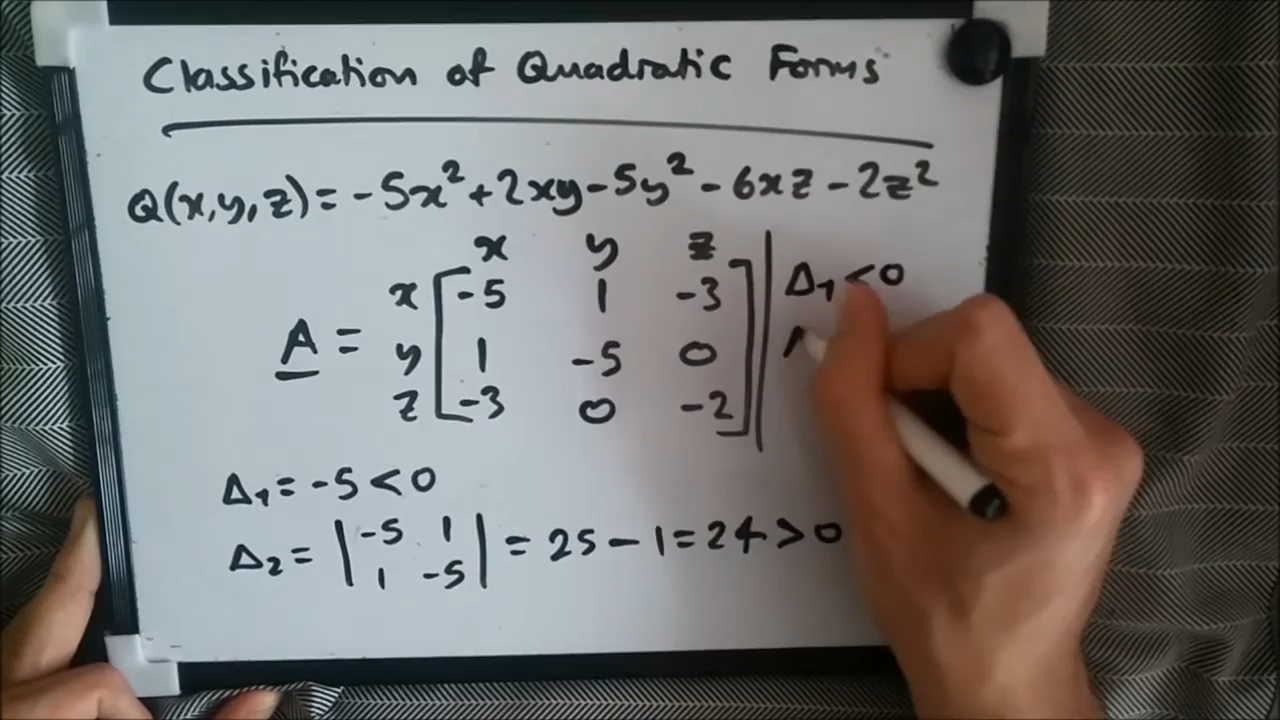 Classification of Quadratic Forms
Q(x,y,z)=-5x²+2xy-5y²-6xz-2z²
x y z
x -5 1 -3
A = y 1 -5 0
z -3 0 -2
Δ₁<0
Δ₁=-5<0
Δ₂= |-5 1| = 25-1=24>0
|1 -5|